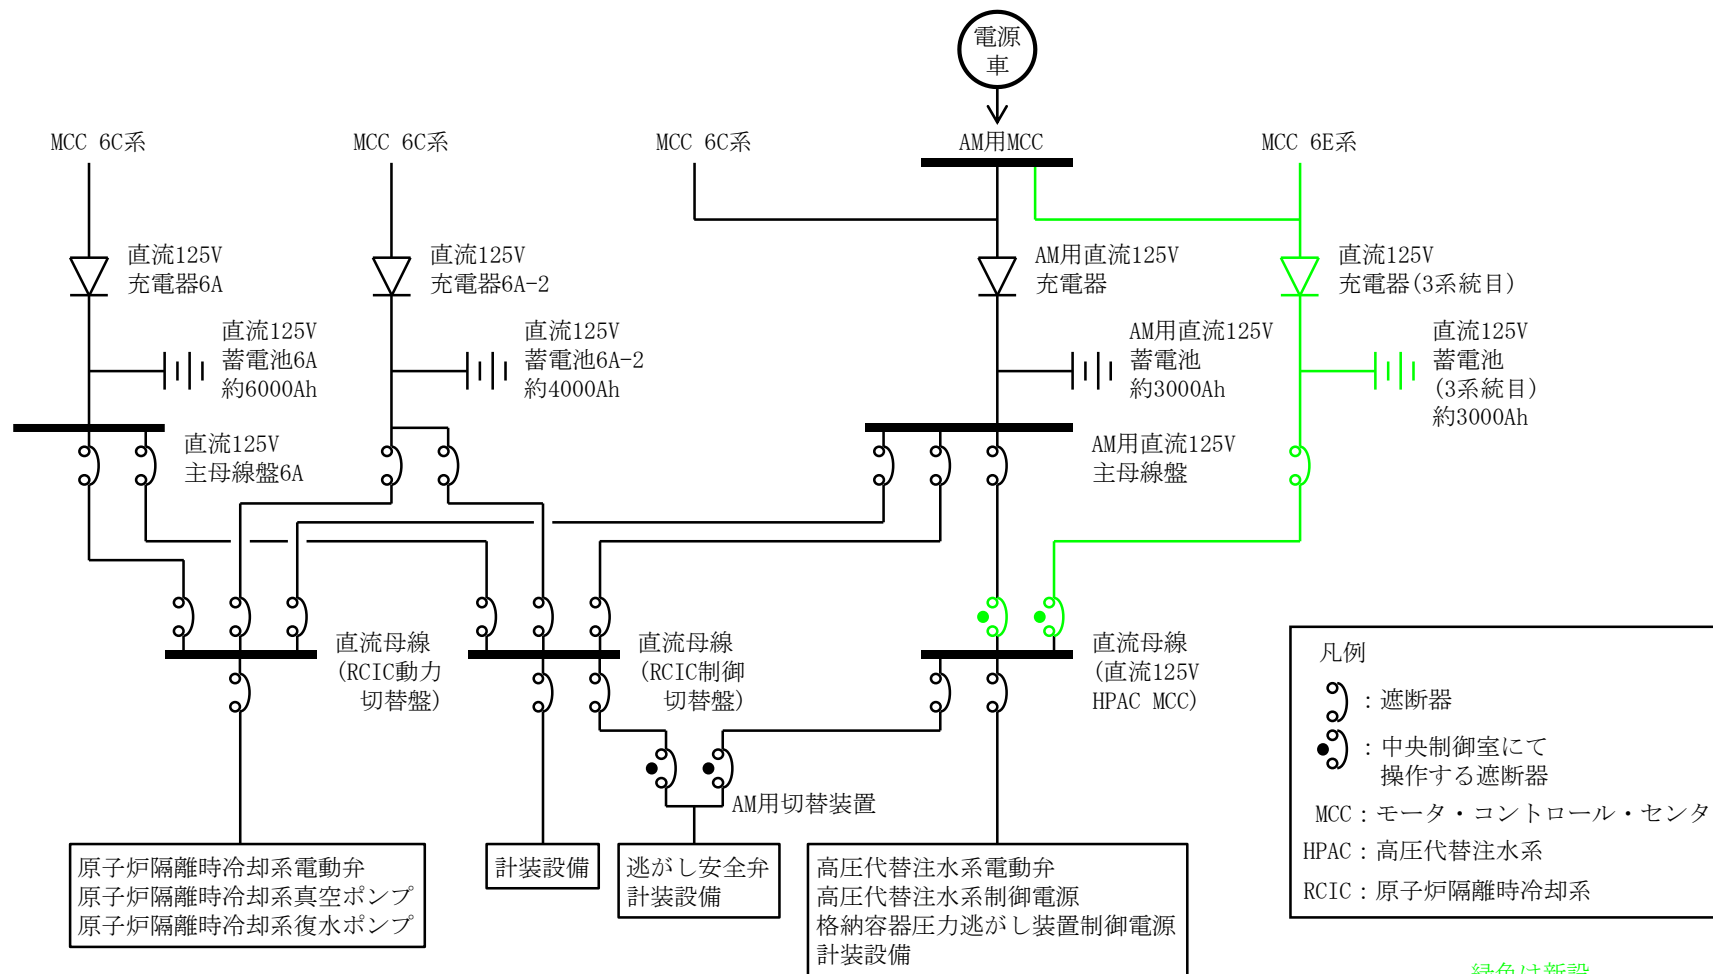 電源
車
MCC 6C系
MCC 6C系
MCC 6C系
AM用MCC
MCC 6E系
直流125V
充電器6A
直流125V
充電器6A-2
AM用直流125V
充電器
直流125V
充電器(3系統目)
直流125V
蓄電池6A
約6000Ah
直流125V
蓄電池6A-2
約4000Ah
AM用直流125V
蓄電池
約3000Ah
直流125V
蓄電池
(3系統目)
約3000Ah
直流125V
主母線盤6A
AM用直流125V
主母線盤
直流母線
(RCIC動力
切替盤)
直流母線
(RCIC制御
切替盤)
直流母線
(直流125V
HPAC MCC)
AM用切替装置
原子炉隔離時冷却系電動弁
原子炉隔離時冷却系真空ポンプ
原子炉隔離時冷却系復水ポンプ
計装設備
逃がし安全弁
計装設備
高圧代替注水系電動弁
高圧代替注水系制御電源
格納容器圧力逃がし装置制御電源
計装設備
凡例
：遮断器
：中央制御室にて
操作する遮断器
MCC：モータ・コントロール・センタ
HPAC：高圧代替注水系
RCIC：原子炉隔離時冷却系
緑色は新設